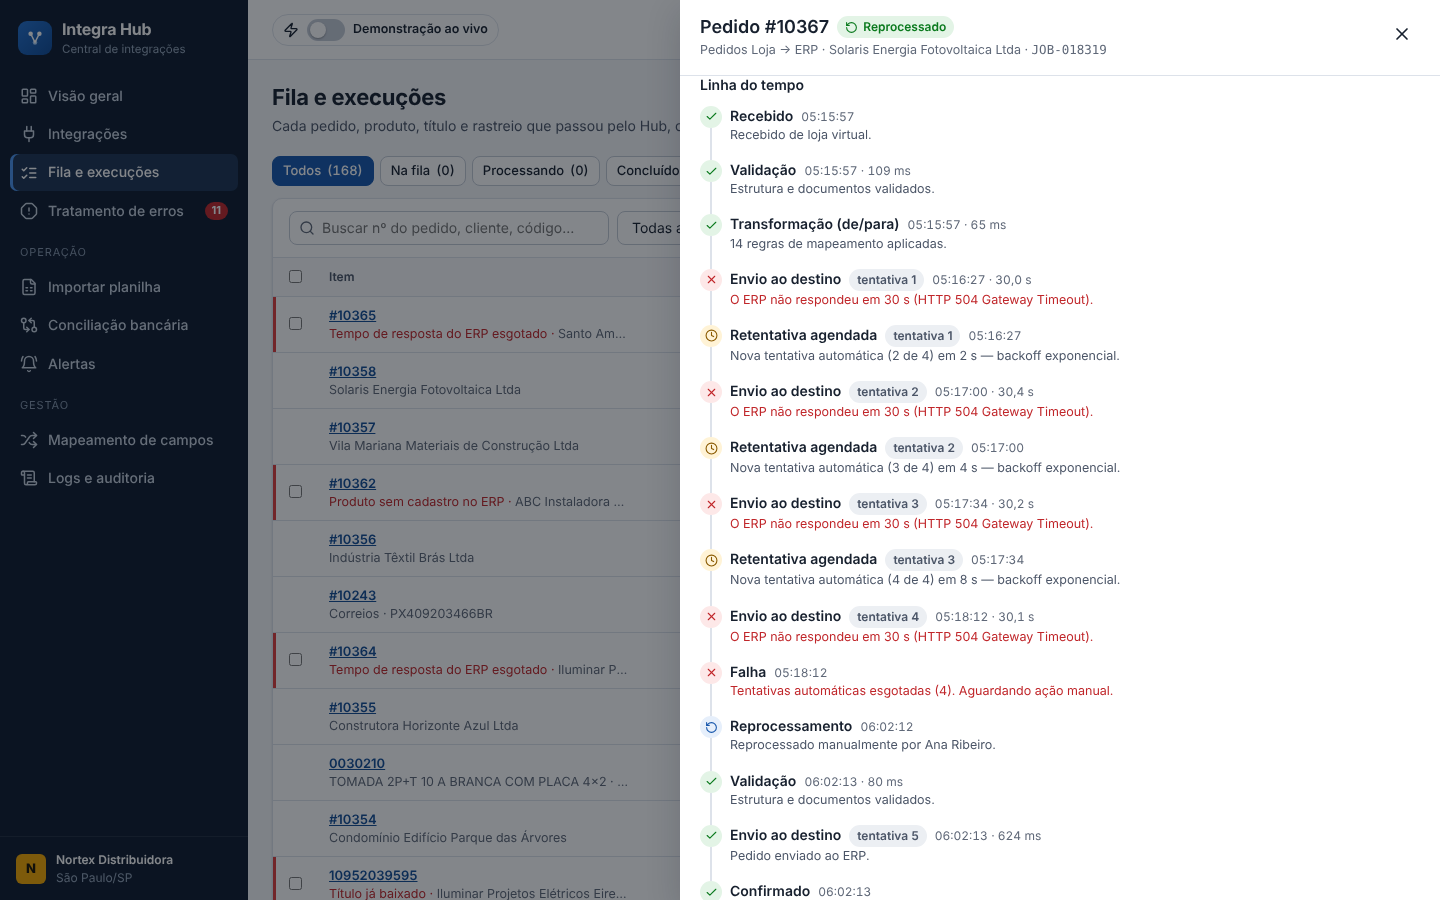 Integra Hub
Central de integrações
Visão geral
Integrações
Fila e execuções
Tratamento de erros 11
OPERAÇÃO
Importar planilha
Conciliação bancária
Alertas
GESTÃO
Mapeamento de campos
Logs e auditoria
N
Nortex Distribuidora
São Paulo/SP
Demonstração ao vivo
Fila e execuções
Cada pedido, produto, título e rastreio que passou pelo Hub,
Todos (168) Na fila (0) Processando (0) Concluído
Buscar nº do pedido, cliente, código... Todas a
Item
#10365
Tempo de resposta do ERP esgotado · Santo Am...
#10358
Solaris Energia Fotovoltaica Ltda
#10357
Vila Mariana Materiais de Construção Ltda
#10362
Produto sem cadastro no ERP · ABC Instaladora ...
#10356
Indústria Têxtil Brás Ltda
#10243
Correios · PX409203466BR
#10364
Tempo de resposta do ERP esgotado · Iluminar P...
#10355
Construtora Horizonte Azul Ltda
0030210
TOMADA 2P+T 10 A BRANCA COM PLACA 4×2 · ...
#10354
Condomínio Edifício Parque das Árvores
10952039595
Título já baixado · Iluminar Projetos Elétricos Eire...
Pedido #10367 Reprocessado
Pedidos Loja → ERP · Solaris Energia Fotovoltaica Ltda · JOB-018319
Linha do tempo
Recebido 05:15:57
Recebido de loja virtual.
Validação 05:15:57 · 109 ms
Estrutura e documentos validados.
Transformação (de/para) 05:15:57 · 65 ms
14 regras de mapeamento aplicadas.
Envio ao destino tentativa 1 05:16:27 · 30,0 s
O ERP não respondeu em 30 s (HTTP 504 Gateway Timeout).
Retentativa agendada tentativa 1 05:16:27
Nova tentativa automática (2 de 4) em 2 s — backoff exponencial.
Envio ao destino tentativa 2 05:17:00 · 30,4 s
O ERP não respondeu em 30 s (HTTP 504 Gateway Timeout).
Retentativa agendada tentativa 2 05:17:00
Nova tentativa automática (3 de 4) em 4 s — backoff exponencial.
Envio ao destino tentativa 3 05:17:34 · 30,2 s
O ERP não respondeu em 30 s (HTTP 504 Gateway Timeout).
Retentativa agendada tentativa 3 05:17:34
Nova tentativa automática (4 de 4) em 8 s — backoff exponencial.
Envio ao destino tentativa 4 05:18:12 · 30,1 s
O ERP não respondeu em 30 s (HTTP 504 Gateway Timeout).
Falha 05:18:12
Tentativas automáticas esgotadas (4). Aguardando ação manual.
Reprocessamento 06:02:12
Reprocessado manualmente por Ana Ribeiro.
Validação 06:02:13 · 80 ms
Estrutura e documentos validados.
Envio ao destino tentativa 5 06:02:13 · 624 ms
Pedido enviado ao ERP.
Confirmado 06:02:13